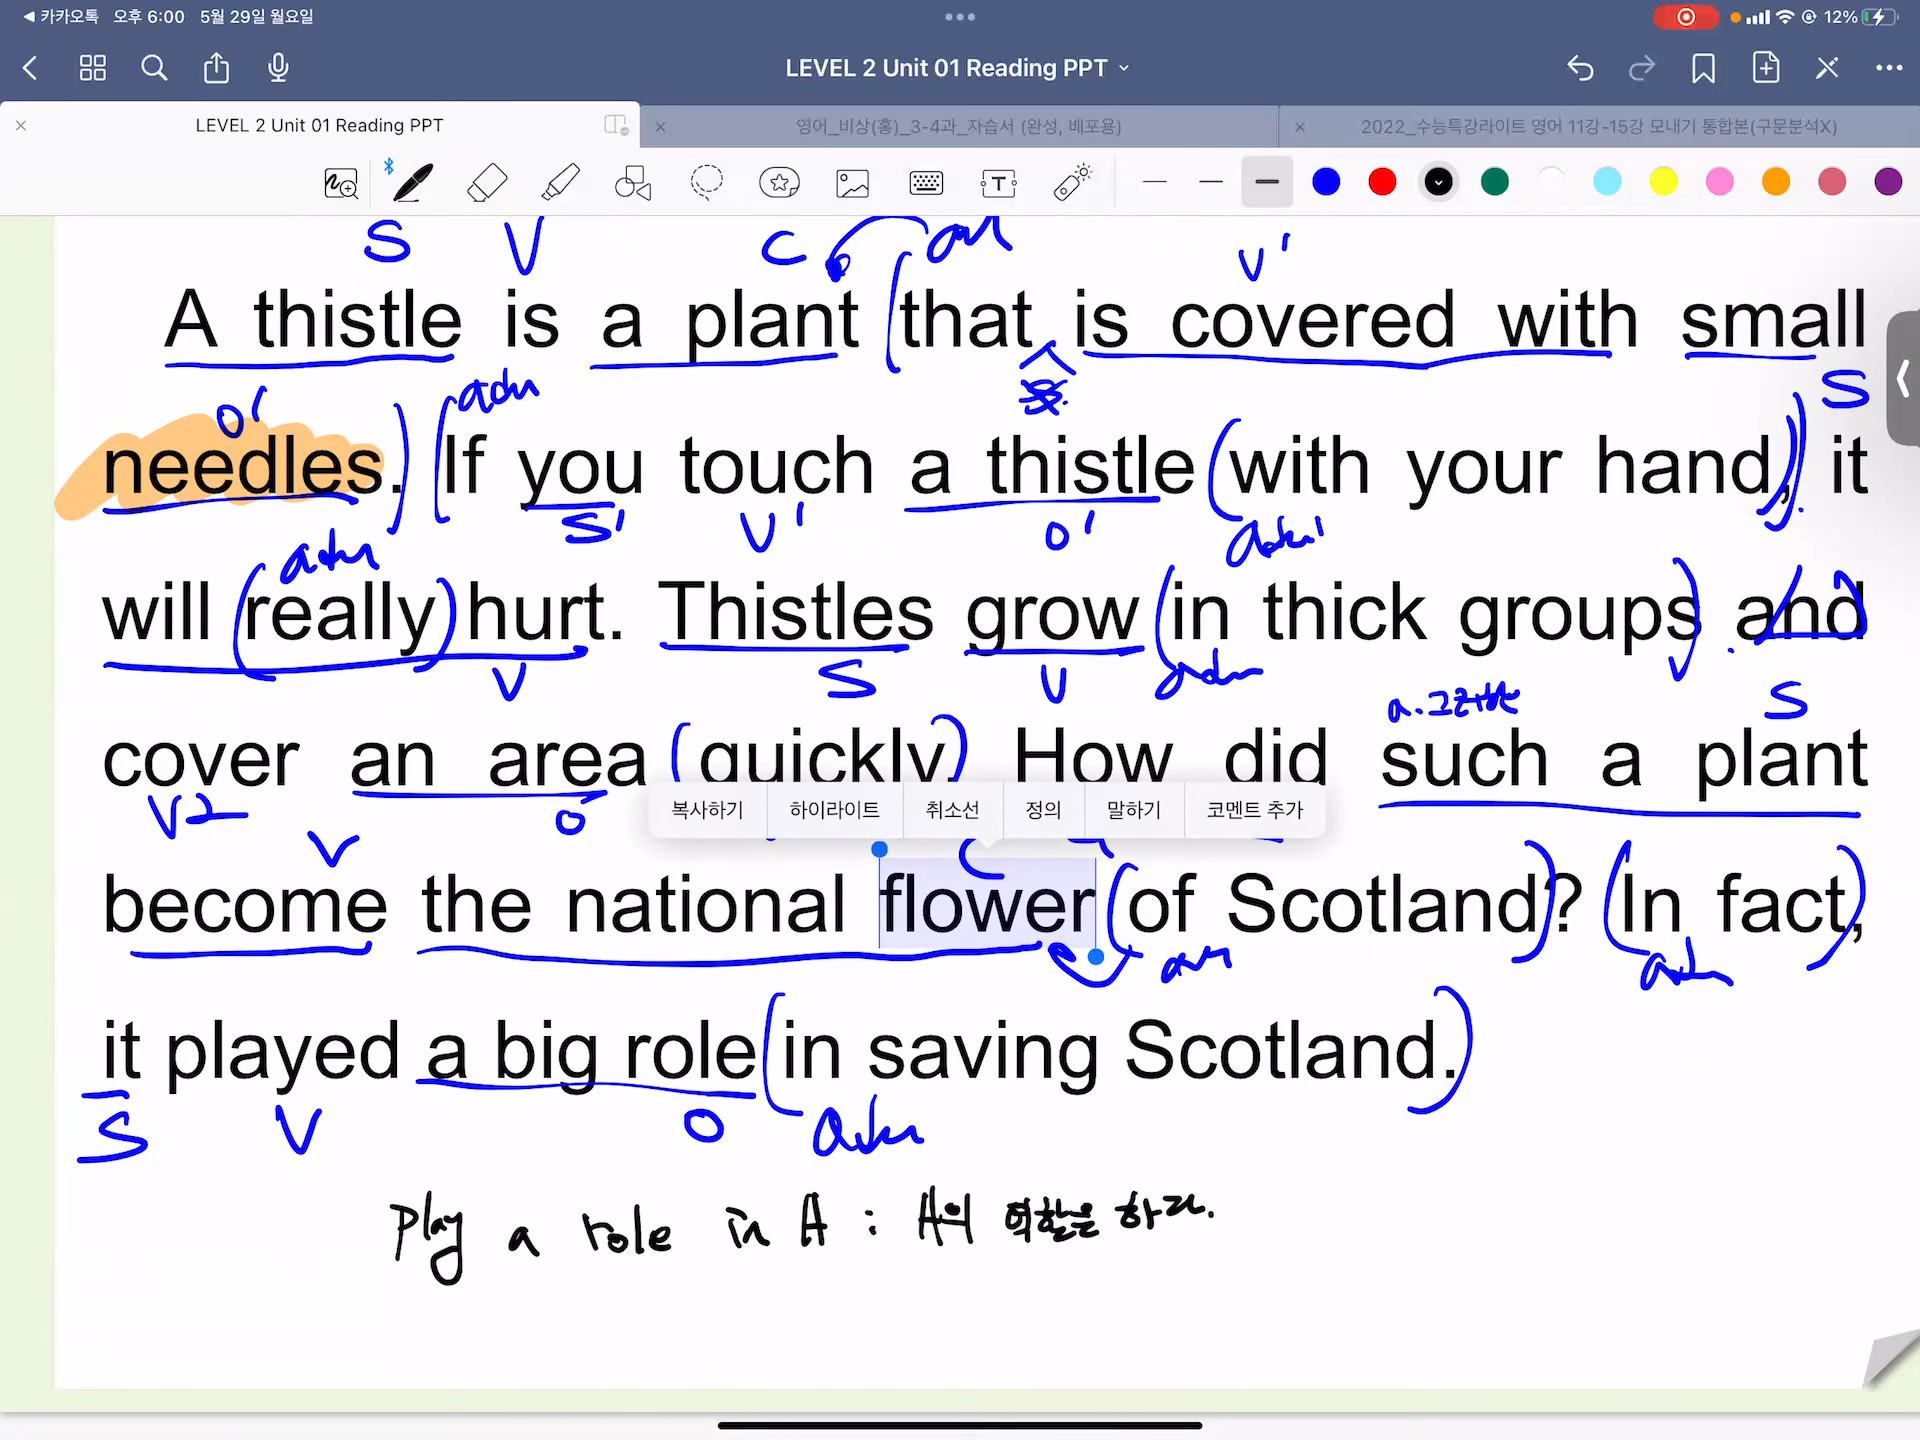 카카오톡 오후 6:00 5월 29일 월요일
12%
LEVEL 2 Unit 01 Reading PPT
LEVEL 2 Unit 01 Reading PPT
영어_비상(홍)_3-4과_자습서 (완성, 배포용)
2022_수능특강라이트 영어 11강-15강 모내기 통합본(구문분석X)
S V C V'
A thistle is a plant (that is covered with small
O' adv S
needles.) (If you touch a thistle (with your hand,) it
S' V' O'
adv
will (really) hurt. Thistles grow (in thick groups) and
V S V adv V S
cover an area (quickly.) How did such a plant
V2 O
V
복사하기 하이라이트 취소선 정의 말하기 코멘트 추가
become the national flower (of Scotland)? (In fact,)
adv
it played a big role (in saving Scotland.)
S V O adv
Play a role in A : A의 역할을 하다.